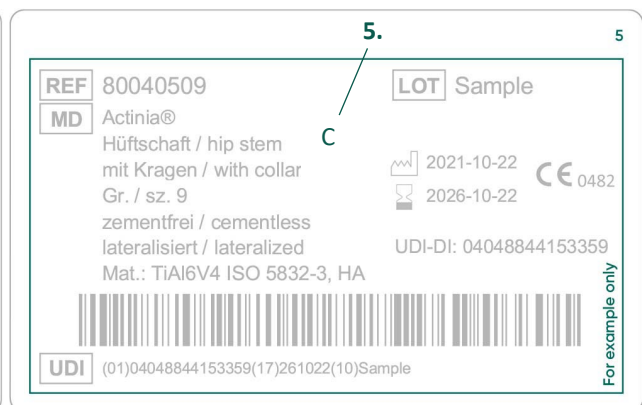 5.
5
REF 80040509 LOT Sample
MD Actinia®
Hüftschaft / hip stem
C
mit Kragen / with collar
2021-10-22 CE 0482
Gr. / sz. 9
2026-10-22
zementfrei / cementless
lateralisiert / lateralized
UDI-DI: 04048844153359
Mat.: TiAl6V4 ISO 5832-3, HA
UDI (01)04048844153359(17)261022(10)Sample
For example only